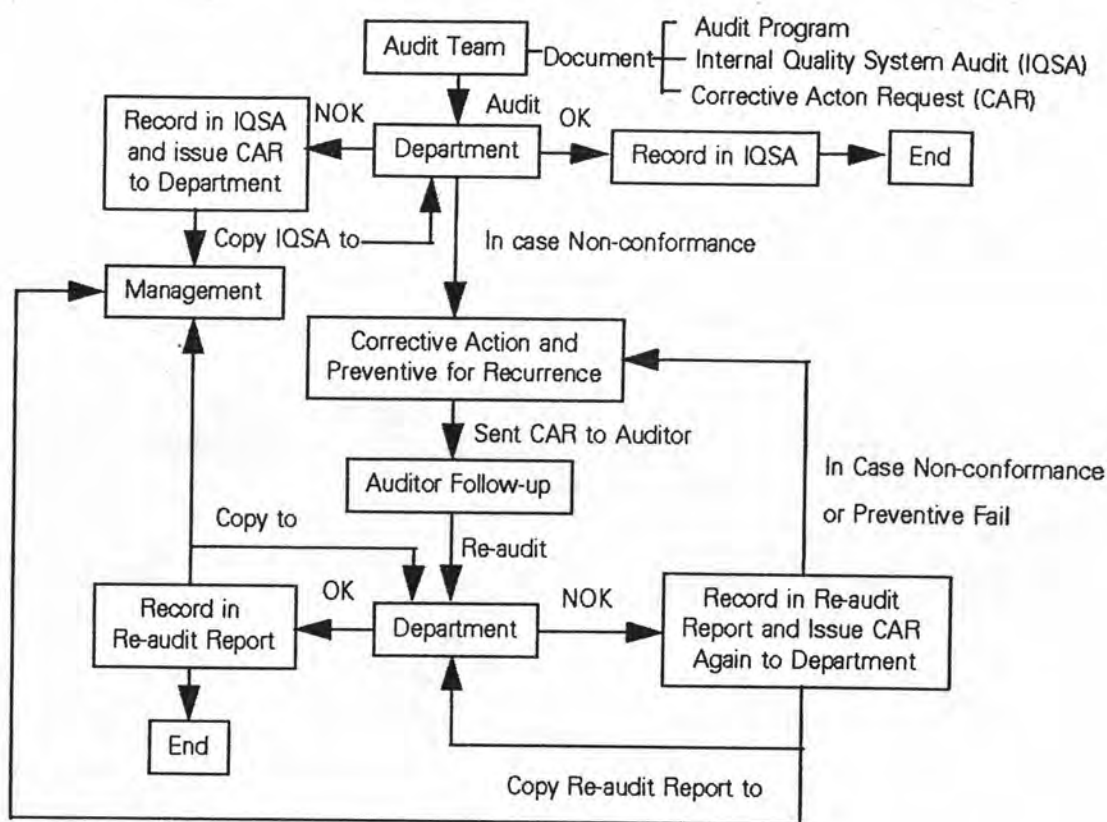 Audit Team
Document
Audit Program
Internal Quality System Audit (IQSA)
Corrective Acton Request (CAR)
Audit
Record in IQSA
and issue CAR
to Department
NOK
Department
OK
Record in IQSA
End
Copy IQSA to
In case Non-conformance
Management
Corrective Action and
Preventive for Recurrence
Sent CAR to Auditor
Auditor Follow-up
In Case Non-conformance
or Preventive Fail
Copy to
Re-audit
Record in
Re-audit Report
OK
Department
NOK
Record in Re-audit
Report and Issue CAR
Again to Department
End
Copy Re-audit Report to